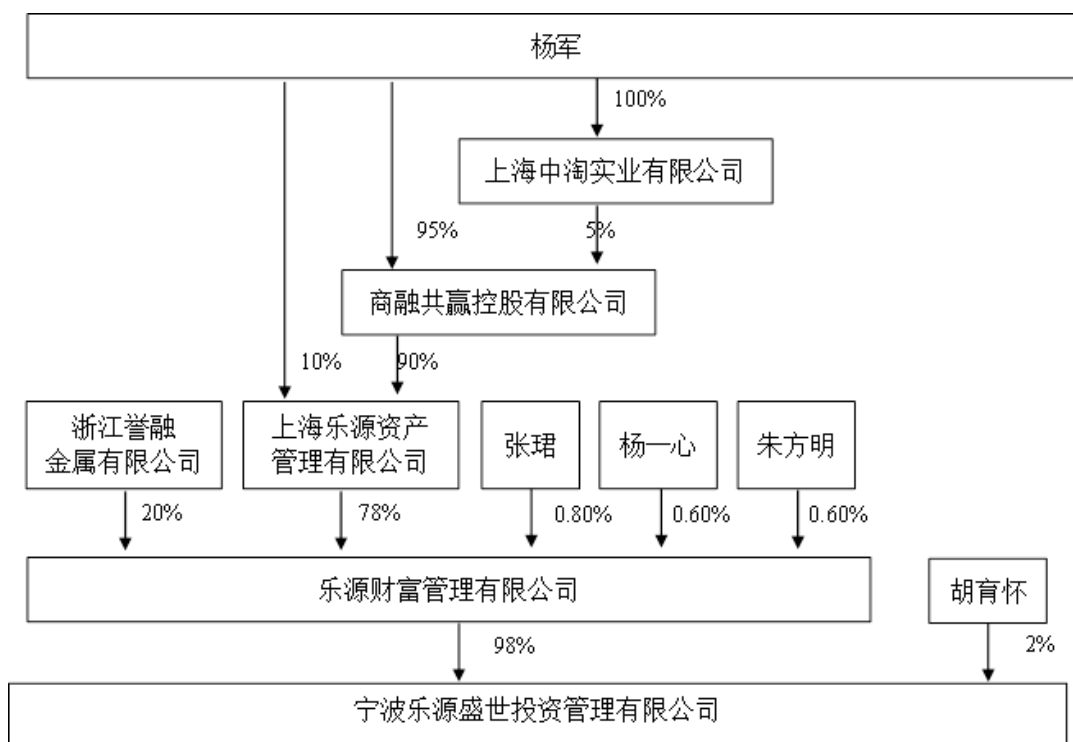 杨军
100%
上海中淘实业有限公司
95%
5%
商融共赢控股有限公司
10%
90%
浙江誉融
金属有限公司
上海乐源资产
管理有限公司
张珺
杨一心
朱方明
20%
78%
0.80%
0.60%
0.60%
乐源财富管理有限公司
胡育怀
98%
2%
宁波乐源盛世投资管理有限公司